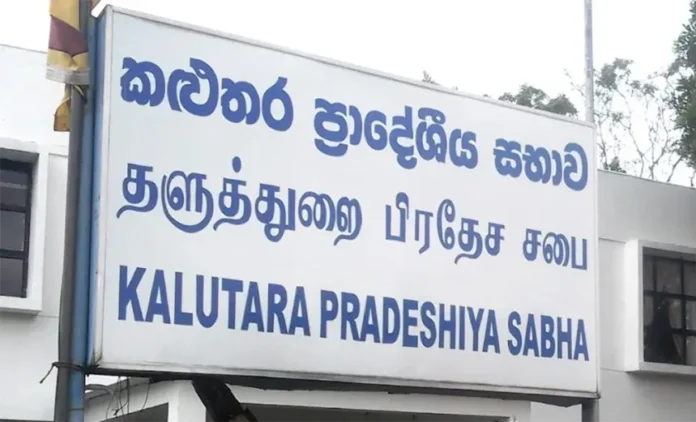 කළුතර ප්‍රාදේශීය සභාව
தளுத்துறை பிரதேச சபை
KALUTARA PRADESHIYA SABHA